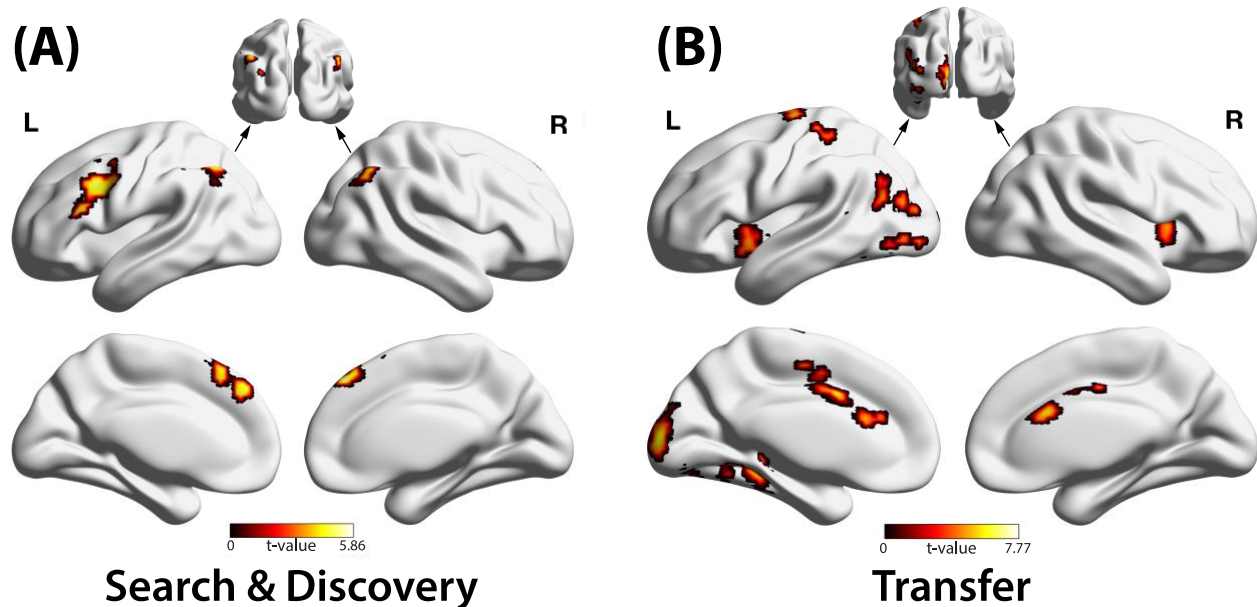 (A)
L
R
0 t-value 5.86
Search & Discovery
(B)
L
R
0 t-value 7.77
Transfer